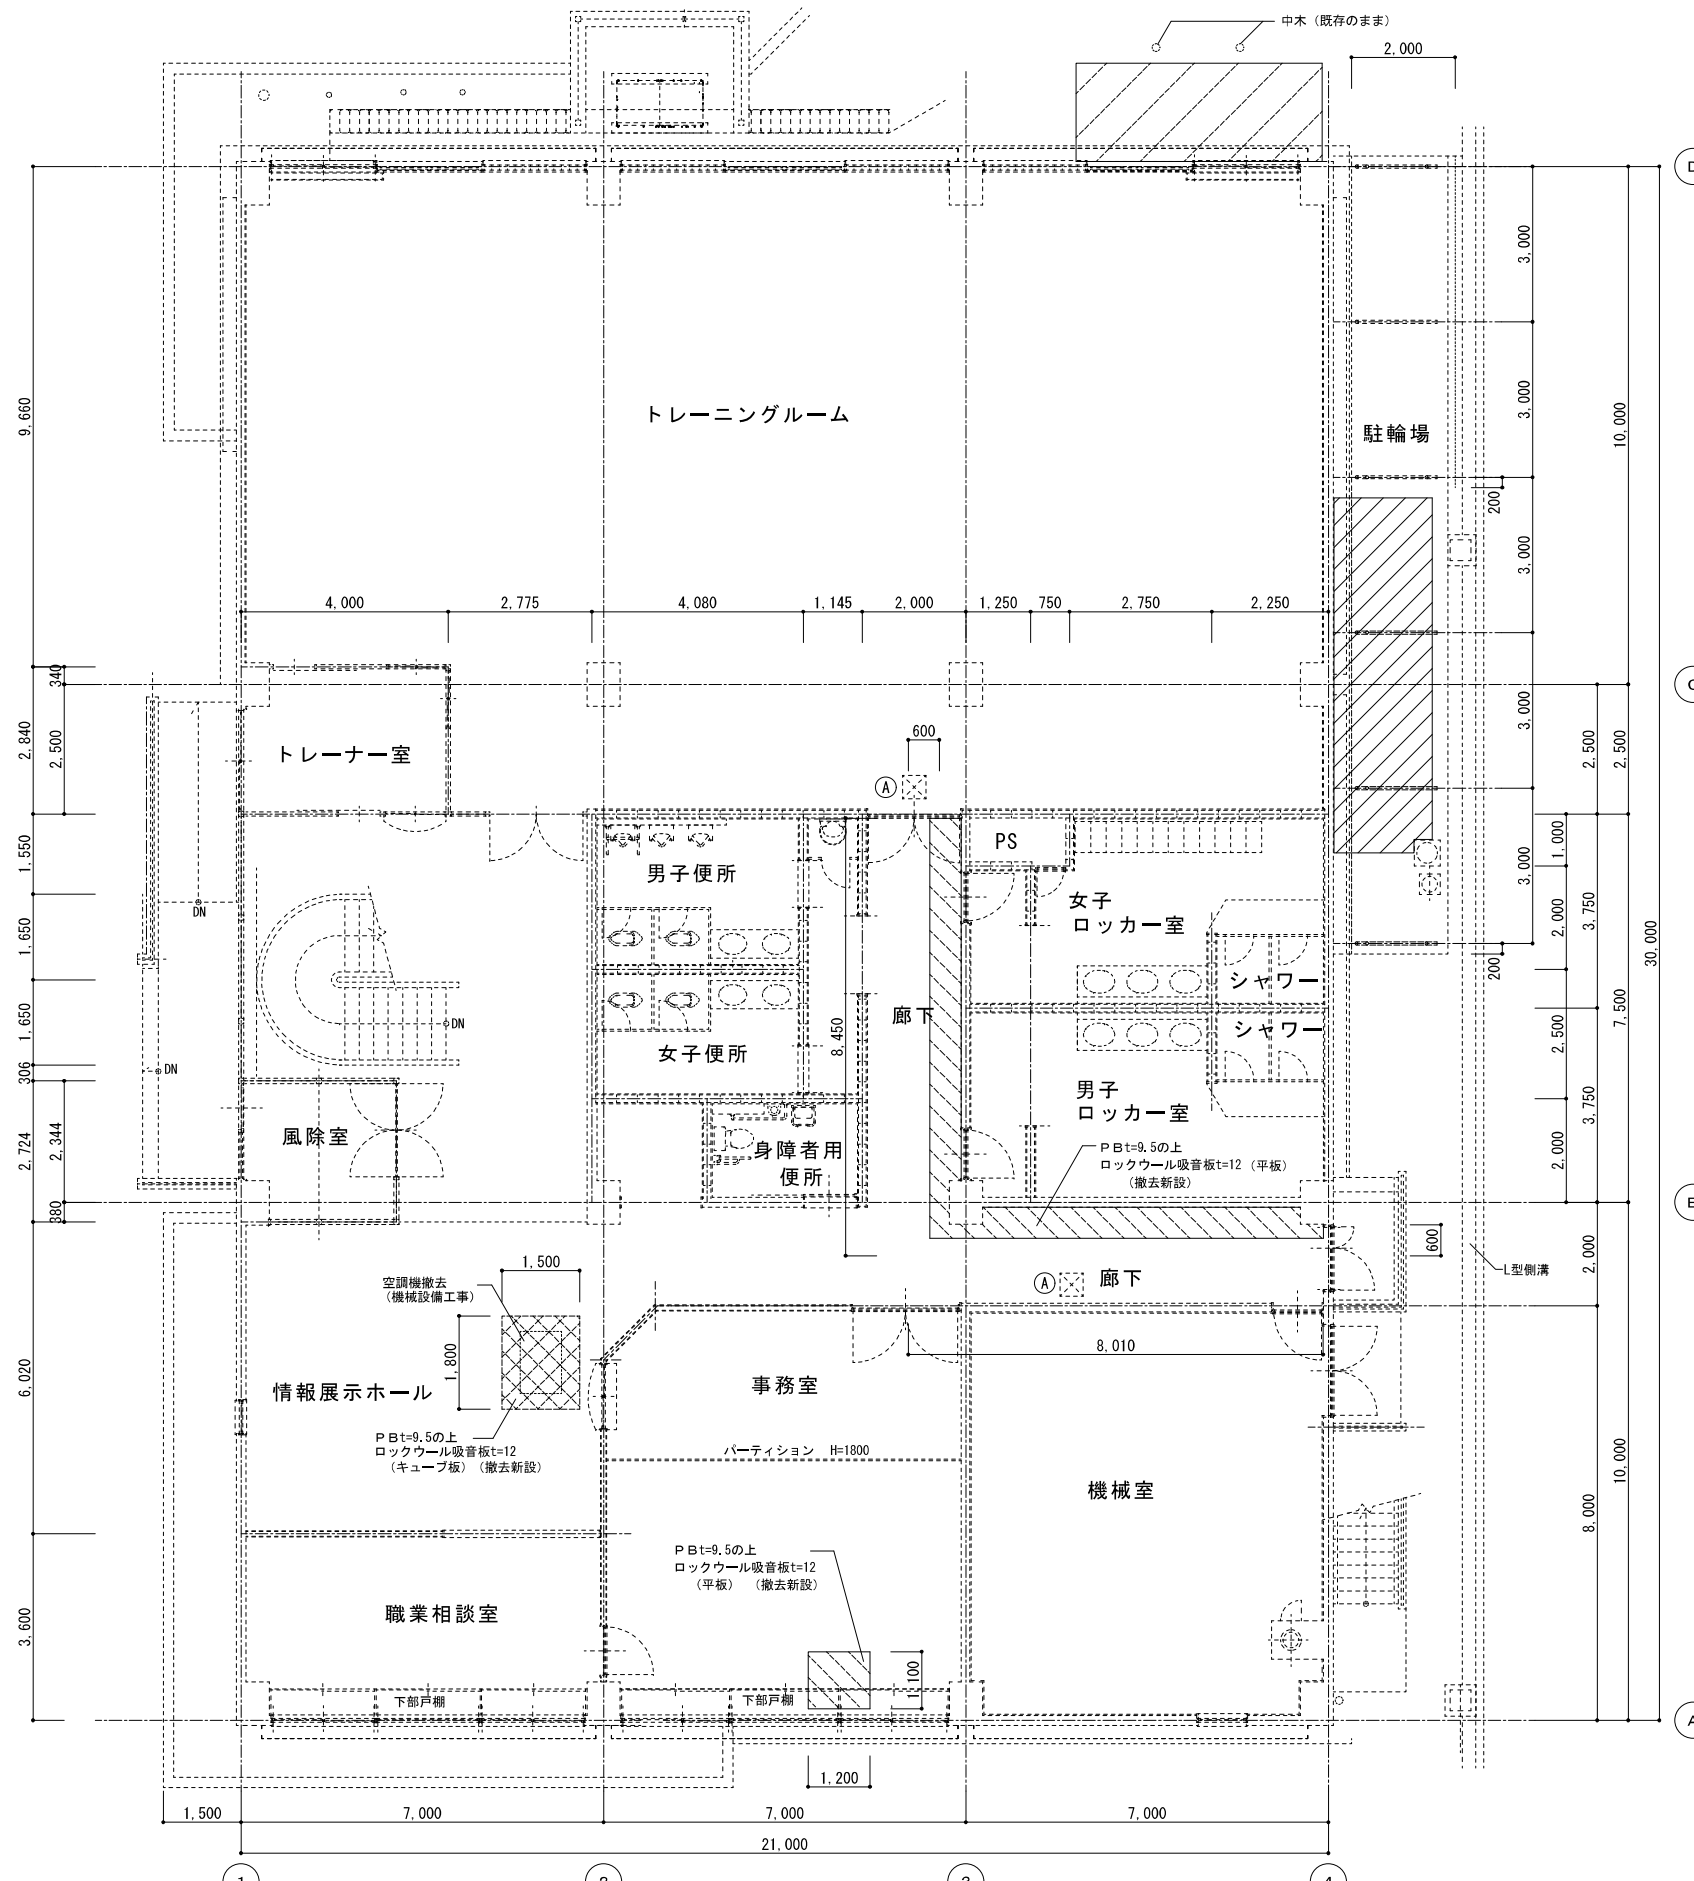 中木（既存のまま）
2,000
D
3,000
9,660
トレーニングルーム
3,000
10,000
駐輪場
200
3,000
4,000
2,775
4,080
1,145
2,000
1,250
750
2,750
2,250
340
C
3,000
2,840
2,500
トレーナー室
600
A
2,500
2,500
1,550
PS
男子便所
1,000
3,000
女子
ロッカー室
DN
1,650
2,000
3,750
30,000
200
シャワー
1,650
DN
廊下
8,450
シャワー
2,500
7,500
女子便所
306
DN
男子
ロッカー室
3,750
風除室
2,724
2,344
身障者用
便所
ＰＢt=9.5の上
ロックウール吸音板t=12（平板）
（撤去新設）
2,000
380
600
2,000
1,500
空調機撤去
（機械設備工事）
A
廊下
L型側溝
1,800
8,010
6,020
情報展示ホール
事務室
ＰＢt=9.5の上
ロックウール吸音板t=12
（キューブ板）（撤去新設）
パーティション　H=1800
機械室
10,000
8,000
ＰＢt=9.5の上
ロックウール吸音板t=12
（平板）　（撤去新設）
職業相談室
3,600
1,100
下部戸棚
下部戸棚
1,200
1,500
7,000
7,000
7,000
21,000